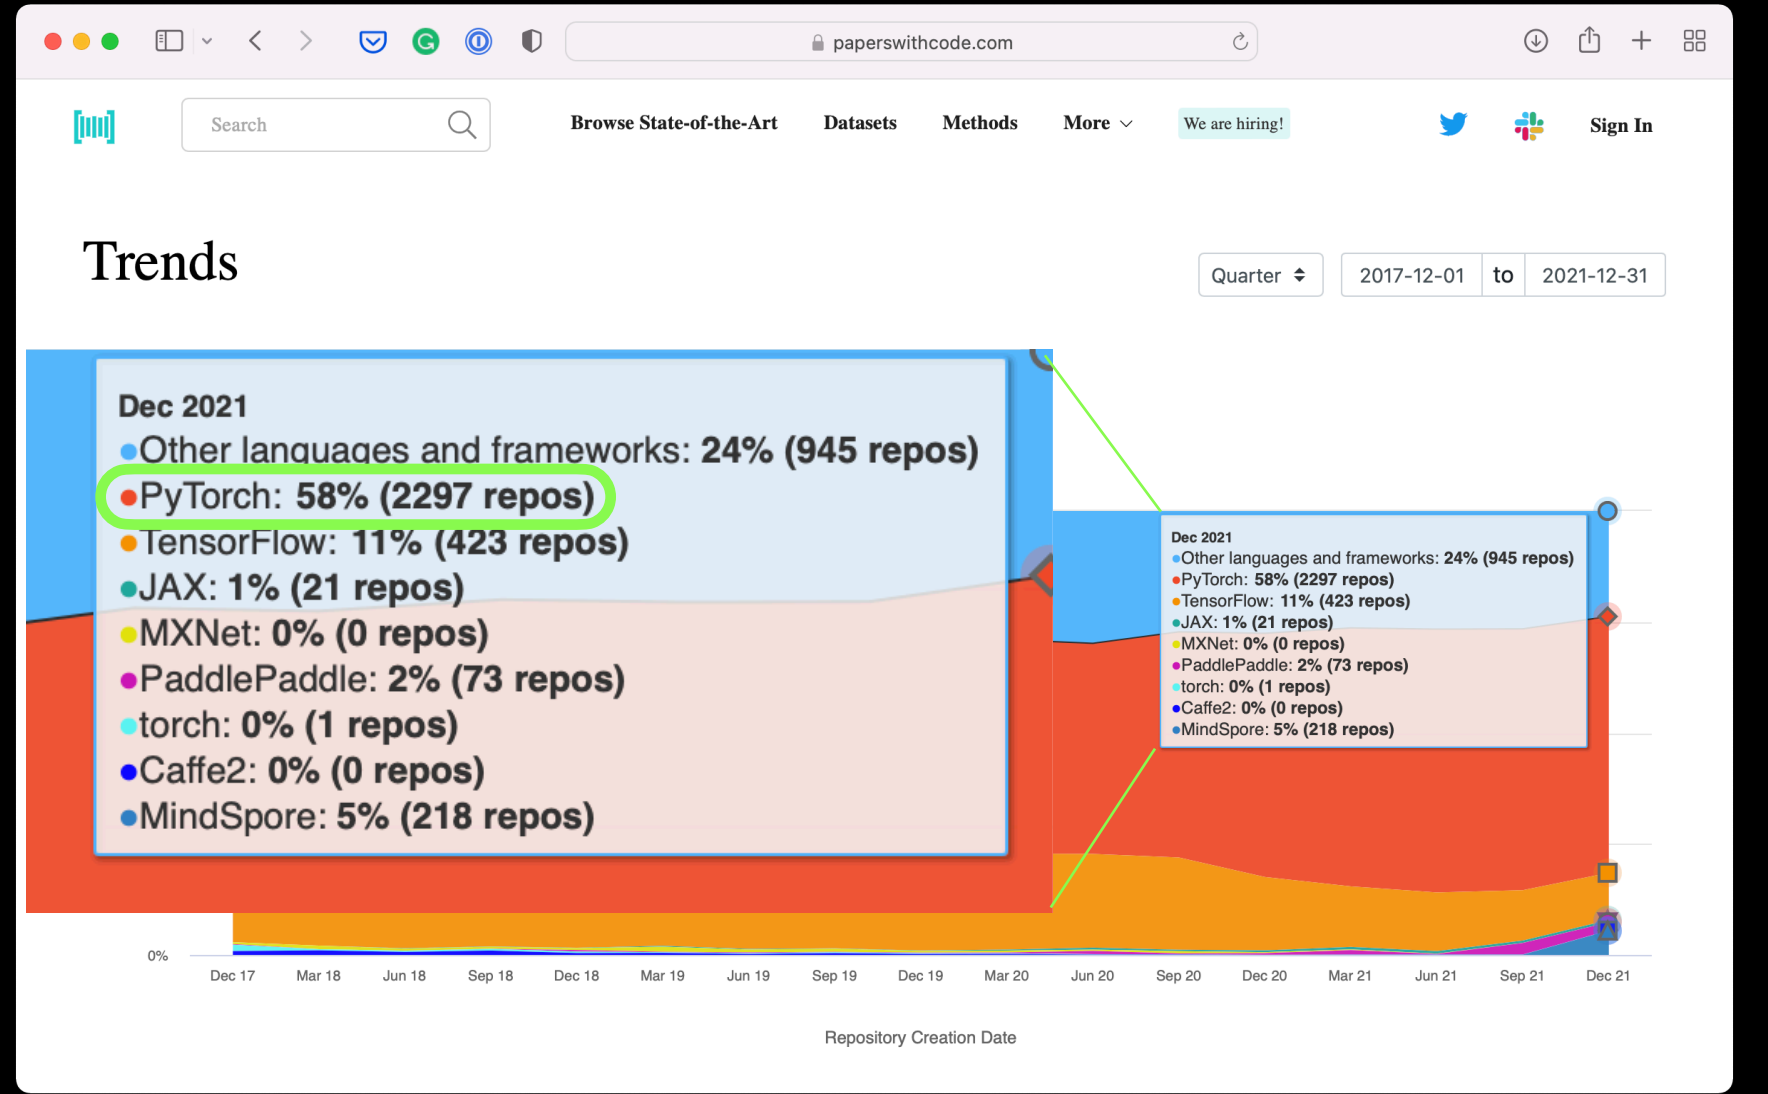 paperswithcode.com
Search
Browse State-of-the-Art
Datasets
Methods
More
We are hiring!
Sign In
Trends
Quarter
2017-12-01 to 2021-12-31
Dec 2021
Other languages and frameworks: 24% (945 repos)
PyTorch: 58% (2297 repos)
TensorFlow: 11% (423 repos)
JAX: 1% (21 repos)
MXNet: 0% (0 repos)
PaddlePaddle: 2% (73 repos)
torch: 0% (1 repos)
Caffe2: 0% (0 repos)
MindSpore: 5% (218 repos)
Dec 2021
Other languages and frameworks: 24% (945 repos)
PyTorch: 58% (2297 repos)
TensorFlow: 11% (423 repos)
JAX: 1% (21 repos)
MXNet: 0% (0 repos)
PaddlePaddle: 2% (73 repos)
torch: 0% (1 repos)
Caffe2: 0% (0 repos)
MindSpore: 5% (218 repos)
0%
Dec 17 Mar 18 Jun 18 Sep 18 Dec 18 Mar 19 Jun 19 Sep 19 Dec 19 Mar 20 Jun 20 Sep 20 Dec 20 Mar 21 Jun 21 Sep 21 Dec 21
Repository Creation Date